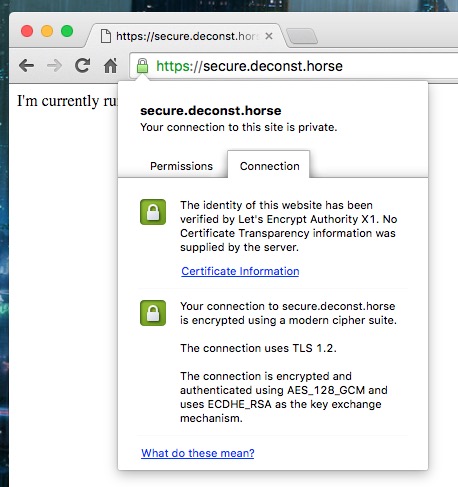 https://secure.deconst.hor
https://secure.deconst.horse
I'm currently ru
secure.deconst.horse
Your connection to this site is private.
Permissions
Connection
The identity of this website has been
verified by Let's Encrypt Authority X1. No
Certificate Transparency information was
supplied by the server.
Certificate Information
Your connection to secure.deconst.horse
is encrypted using a modern cipher suite.
The connection uses TLS 1.2.
The connection is encrypted and
authenticated using AES_128_GCM and
uses ECDHE_RSA as the key exchange
mechanism.
What do these mean?